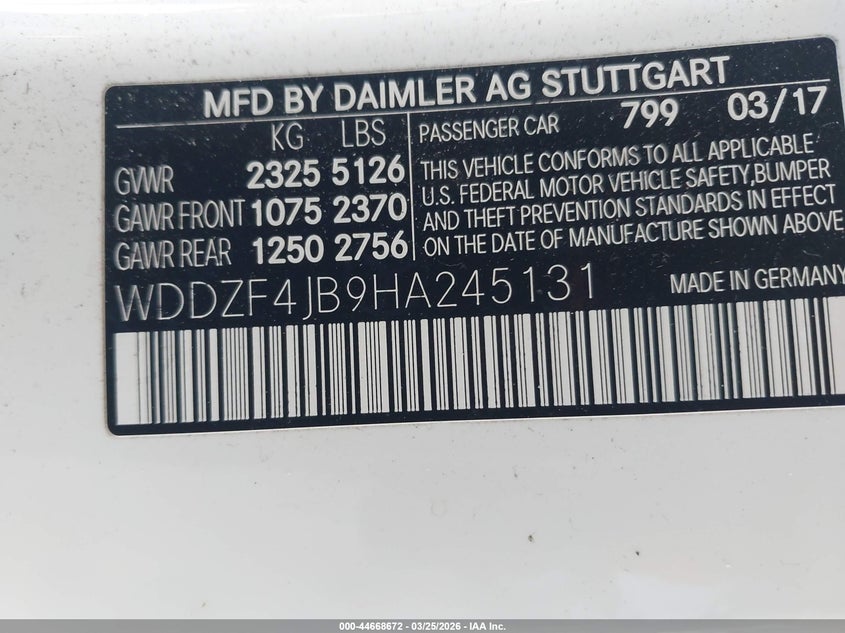 MFD BY DAIMLER AG STUTTGART
KG LBS
GVWR 2325 5126
GAWR FRONT 1075 2370
GAWR REAR 1250 2756
PASSENGER CAR 799 03/17
THIS VEHICLE CONFORMS TO ALL APPLICABLE
U.S. FEDERAL MOTOR VEHICLE SAFETY,BUMPER
AND THEFT PREVENTION STANDARDS IN EFFECT
ON THE DATE OF MANUFACTURE SHOWN ABOVE
WDDZF4JB9HA245131 MADE IN GERMANY
000-44668672 - 03/25/2026 - IAA Inc.